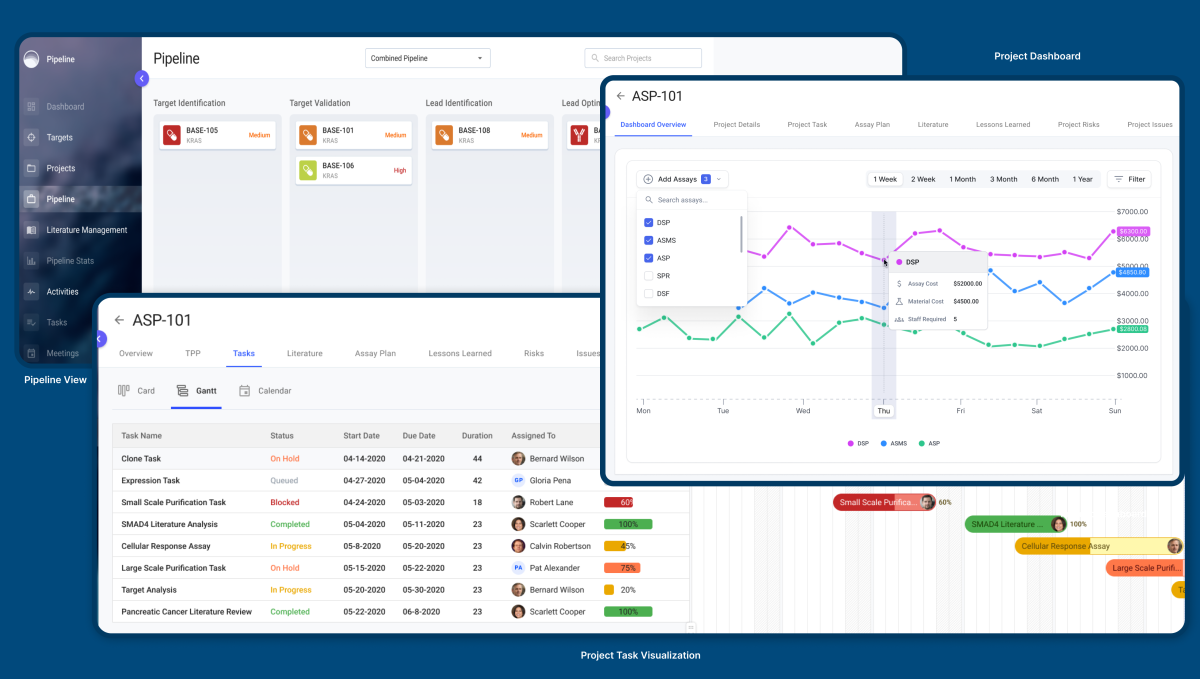 Project Dashboard
Pipeline
Pipeline
Combined Pipeline
Search Projects
Dashboard
Targets
Projects
Pipeline
Literature Management
Pipeline Stats
Activities
Tasks
Meetings
Target Identification
Target Validation
Lead Identification
Lead Optim
BASE-105
KRAS
Medium
BASE-101
KRAS
Medium
BASE-106
KRAS
High
BASE-108
KRAS
Medium
Pipeline View
ASP-101
Dashboard Overview
Project Details
Project Task
Assay Plan
Literature
Lessons Learned
Project Risks
Project Issues
Add Assays 3
1 Week
2 Week
1 Month
3 Month
6 Month
1 Year
Filter
Search assays...
DSP
ASMS
ASP
SPR
DSF
$7000.00
$6300.00
$6000.00
$5000.00
$4850.80
$4000.00
$3000.00
$2800.08
$2000.00
$1000.00
DSP
Assay Cost $52000.00
Material Cost $4500.00
Staff Required 5
Mon
Tue
Wed
Thu
Fri
Sat
Sun
DSP
ASMS
ASP
ASP-101
Overview
TPP
Tasks
Literature
Assay Plan
Lessons Learned
Risks
Issues
Card
Gantt
Calendar
Task Name Status Start Date Due Date Duration Assigned To
Clone Task On Hold 04-14-2020 04-21-2020 44 Bernard Wilson
Expression Task Queued 04-27-2020 05-04-2020 42 GP Gloria Pena
Small Scale Purification Task Blocked 04-24-2020 05-03-2020 18 Robert Lane 60%
SMAD4 Literature Analysis Completed 05-04-2020 05-11-2020 23 Scarlett Cooper 100%
Cellular Response Assay In Progress 05-8-2020 05-20-2020 23 Calvin Robertson 45%
Large Scale Purification Task On Hold 05-15-2020 05-22-2020 23 PA Pat Alexander 75%
Target Analysis In Progress 05-20-2020 05-30-2020 23 Bernard Wilson 20%
Pancreatic Cancer Literature Review Completed 05-22-2020 06-8-2020 23 Scarlett Cooper 100%
Small Scale Purifica... 60%
SMAD4 Literature ... 100%
Cellular Response Assay
Large Scale Purifi...
Project Task Visualization